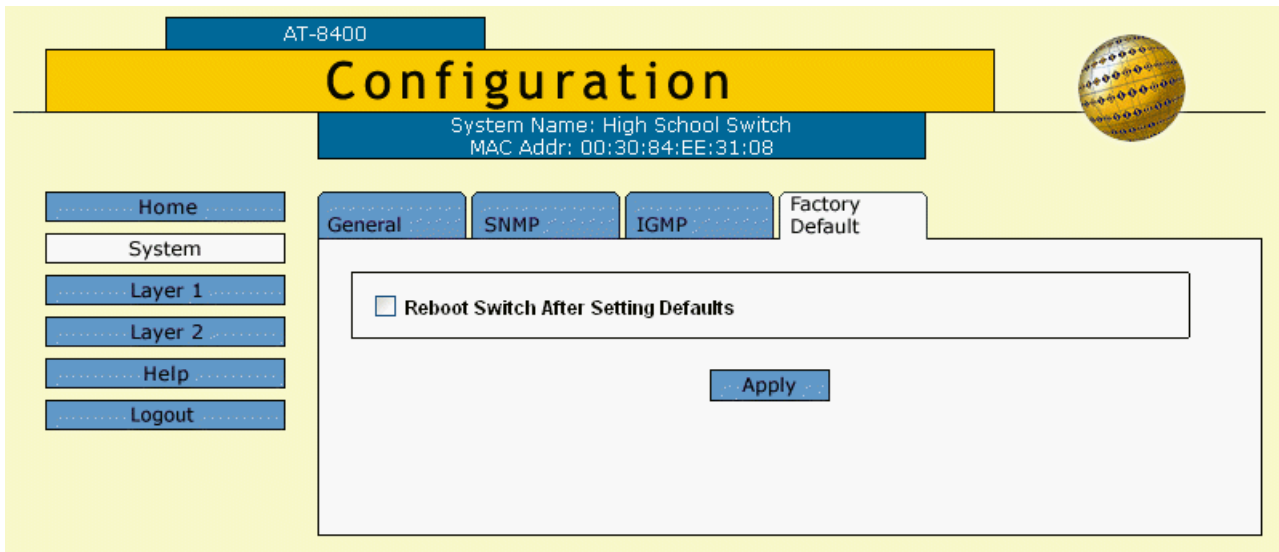 AT-8400
Configuration
System Name: High School Switch
MAC Addr: 00:30:84:EE:31:08
Home
System
Layer 1
Layer 2
Help
Logout
General
SNMP
IGMP
Factory
Default
Reboot Switch After Setting Defaults
Apply